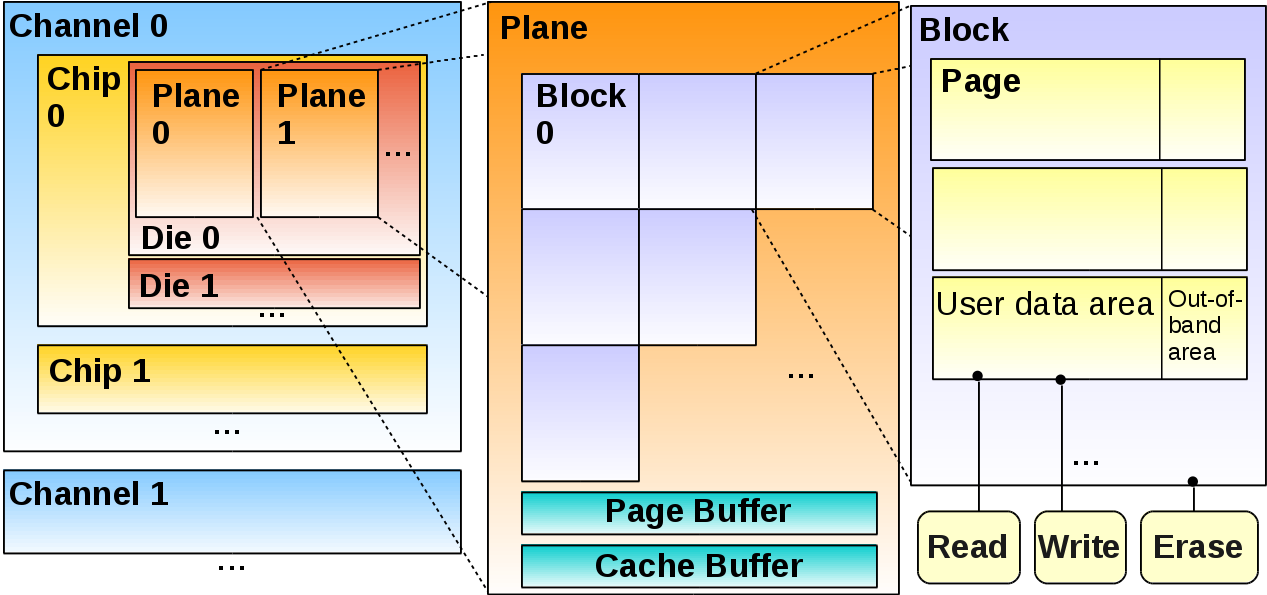 Channel 0
Chip
0
Plane
0
Plane
1
...
Die 0
Die 1
...
Chip 1
...
Channel 1
...
Plane
Block
0
...
Page Buffer
Cache Buffer
Block
Page
User data area
Out-of-
band
area
...
Read
Write
Erase